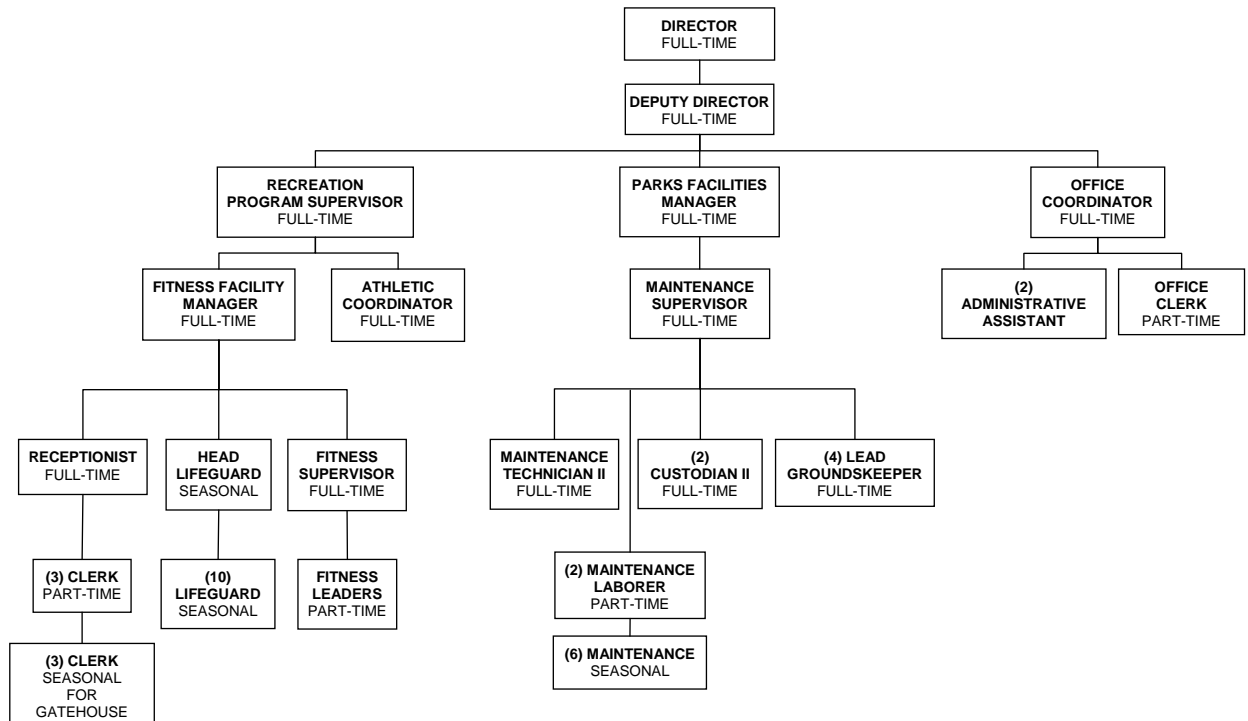 DIRECTOR
FULL-TIME
DEPUTY DIRECTOR
FULL-TIME
RECREATION
PROGRAM SUPERVISOR
FULL-TIME
PARKS FACILITIES
MANAGER
FULL-TIME
OFFICE
COORDINATOR
FULL-TIME
FITNESS FACILITY
MANAGER
FULL-TIME
ATHLETIC
COORDINATOR
FULL-TIME
MAINTENANCE
SUPERVISOR
FULL-TIME
(2)
ADMINISTRATIVE
ASSISTANT
OFFICE
CLERK
PART-TIME
RECEPTIONIST
FULL-TIME
HEAD
LIFEGUARD
SEASONAL
FITNESS
SUPERVISOR
FULL-TIME
MAINTENANCE
TECHNICIAN II
FULL-TIME
(2)
CUSTODIAN II
FULL-TIME
(4) LEAD
GROUNDSKEEPER
FULL-TIME
(3) CLERK
PART-TIME
(10)
LIFEGUARD
SEASONAL
FITNESS
LEADERS
PART-TIME
(2) MAINTENANCE
LABORER
PART-TIME
(3) CLERK
SEASONAL
FOR
GATEHOUSE
(6) MAINTENANCE
SEASONAL